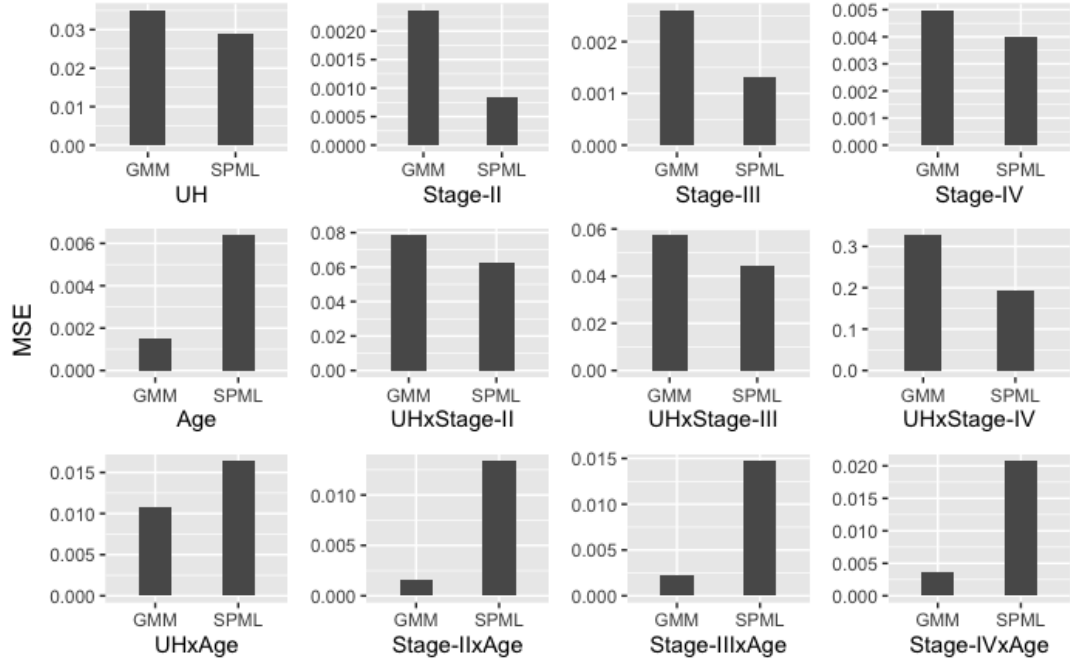 0.03
0.02
0.01
0.00
GMM SPML
UH
0.0020
0.0015
0.0010
0.0005
0.0000
GMM SPML
Stage-II
0.002
0.001
0.000
GMM SPML
Stage-III
0.005
0.004
0.003
0.002
0.001
0.000
GMM SPML
Stage-IV
MSE
0.006
0.004
0.002
0.000
GMM SPML
Age
0.08
0.06
0.04
0.02
0.00
GMM SPML
UHxStage-II
0.06
0.04
0.02
0.00
GMM SPML
UHxStage-III
0.3
0.2
0.1
0.0
GMM SPML
UHxStage-IV
0.015
0.010
0.005
0.000
GMM SPML
UHxAge
0.010
0.005
0.000
GMM SPML
Stage-IIxAge
0.015
0.010
0.005
0.000
GMM SPML
Stage-IIIxAge
0.020
0.015
0.010
0.005
0.000
GMM SPML
Stage-IVxAge